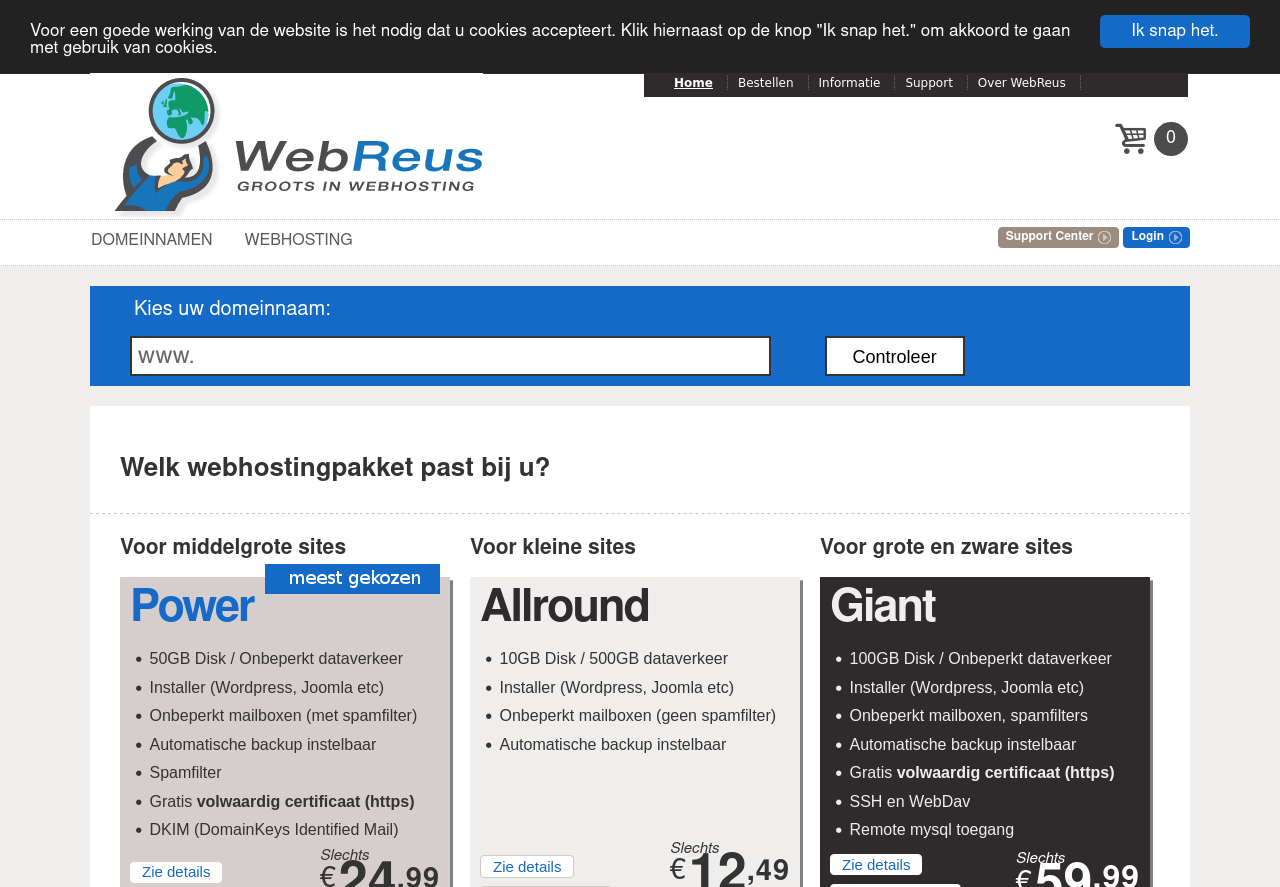 Voor een goede werking van de website is het nodig dat u cookies accepteert. Klik hiernaast op de knop "Ik snap het." om akkoord te gaan
met gebruik van cookies.
Ik snap het.
Home
Bestellen
Informatie
Support
Over WebReus
WebReus
GROOTS IN WEBHOSTING
0
DOMEINNAMEN
WEBHOSTING
Support Center
Login
Kies uw domeinnaam:
www.
Controleer
Welk webhostingpakket past bij u?
Voor middelgrote sites
meest gekozen
Power
• 50GB Disk / Onbeperkt dataverkeer
• Installer (Wordpress, Joomla etc)
• Onbeperkt mailboxen (met spamfilter)
• Automatische backup instelbaar
• Spamfilter
• Gratis volwaardig certificaat (https)
• DKIM (DomainKeys Identified Mail)
Zie details
Slechts
€24,99
Voor kleine sites
Allround
• 10GB Disk / 500GB dataverkeer
• Installer (Wordpress, Joomla etc)
• Onbeperkt mailboxen (geen spamfilter)
• Automatische backup instelbaar
Zie details
Slechts
€12,49
Voor grote en zware sites
Giant
• 100GB Disk / Onbeperkt dataverkeer
• Installer (Wordpress, Joomla etc)
• Onbeperkt mailboxen, spamfilters
• Automatische backup instelbaar
• Gratis volwaardig certificaat (https)
• SSH en WebDav
• Remote mysql toegang
Zie details
Slechts
€59,99